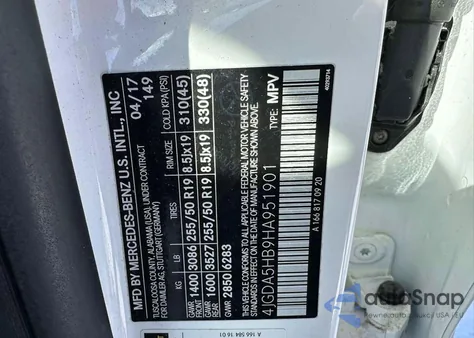 MFD BY MERCEDES-BENZ U.S. INTL., INC
TUSCALOOSA COUNTY, ALABAMA (USA), UNDER CONTRACT
FOR DAIMLER AG, STUTTGART (GERMANY)
04/17
149
GAWR LB TIRES RIM SIZE COLD KPA(PSI)
GAWR 1400 3086 255/50 R19 8.5JX19 310(45)
GAWR REAR 1600 3527 255/50 R19 8.5JX19 330(48)
GVWR 2850 6283
THIS VEHICLE CONFORMS TO ALL APPLICABLE FEDERAL MOTOR VEHICLE SAFETY
STANDARDS IN EFFECT ON THE DATE OF MANUFACTURE SHOWN ABOVE.
4JGDA5HB9HA951901
TYPE: MPV
A 166 817 09 20
A 166 584 16 01
AutoSnap